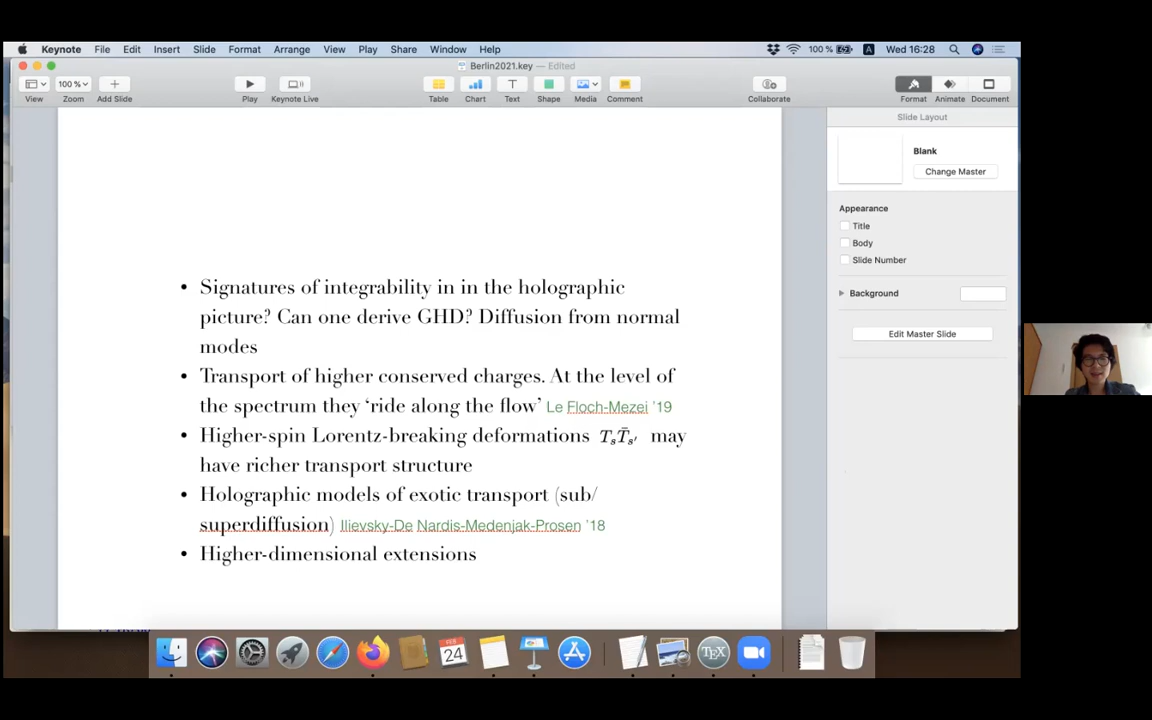 Keynote File Edit Insert Slide Format Arrange View Play Share Window Help 100 % A Wed 16:28
Berlin2021.key — Edited
100 %
View Zoom Add Slide Play Keynote Live Table Chart Text Shape Media Comment Collaborate Format Animate Document
Slide Layout
Blank
Change Master
Appearance
Title
Body
Slide Number
Background
Edit Master Slide
• Signatures of integrability in in the holographic
picture? Can one derive GHD? Diffusion from normal
modes
• Transport of higher conserved charges. At the level of
the spectrum they ‘ride along the flow’ Le Floch-Mezei ’19
• Higher-spin Lorentz-breaking deformations TₛT̄ₛ′ may
have richer transport structure
• Holographic models of exotic transport (sub/
superdiffusion) Ilievsky-De Nardis-Medenjak-Prosen ’18
• Higher-dimensional extensions
FEB
24
TEX